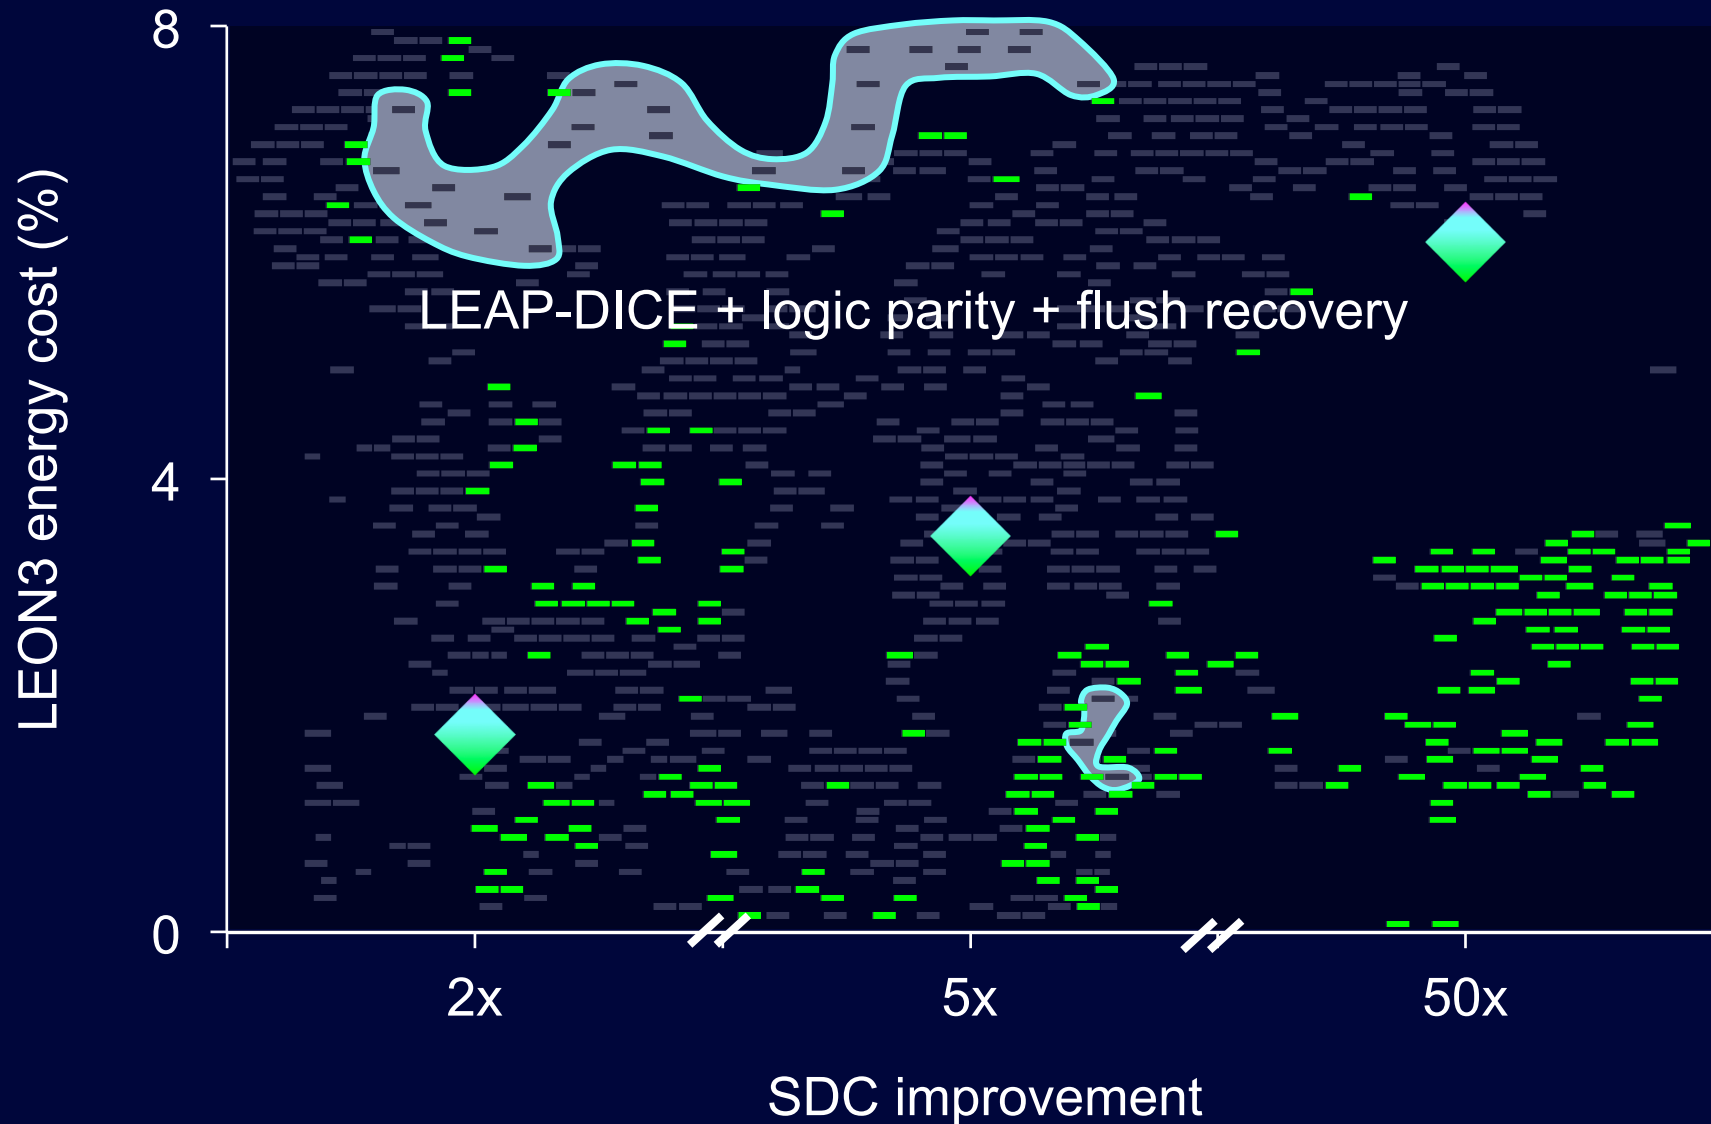 8
LEON3 energy cost (%)
LEAP-DICE + logic parity + flush recovery
4
0
2x
5x
50x
SDC improvement